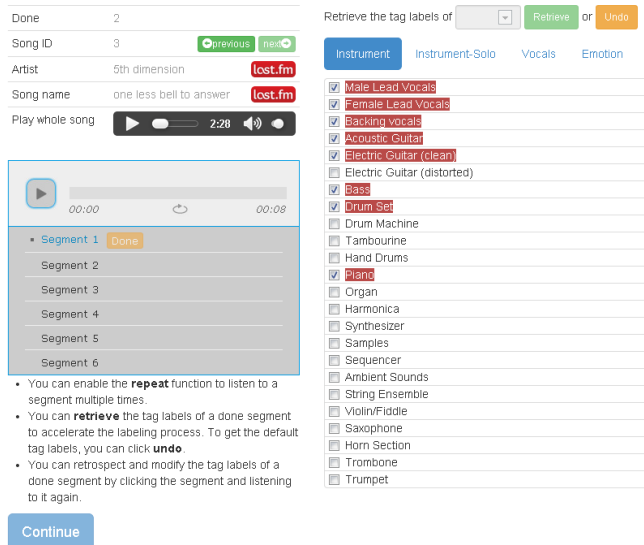 Done 2
Song ID 3 previous next
Artist 5th dimension last.fm
Song name one less bell to answer last.fm
Play whole song 2:28
00:00 00:08
Segment 1 Done
Segment 2
Segment 3
Segment 4
Segment 5
Segment 6
• You can enable the repeat function to listen to a
segment multiple times.
• You can retrieve the tag labels of a done segment
to accelerate the labeling process. To get the default
tag labels, you can click undo.
• You can retrospect and modify the tag labels of a
done segment by clicking the segment and listening
to it again.
Continue
Retrieve the tag labels of Retrieve or Undo
Instrument Instrument-Solo Vocals Emotion
Male Lead Vocals
Female Lead Vocals
Backing vocals
Acoustic Guitar
Electric Guitar (clean)
Electric Guitar (distorted)
Bass
Drum Set
Drum Machine
Tambourine
Hand Drums
Piano
Organ
Harmonica
Synthesizer
Samples
Sequencer
Ambient Sounds
String Ensemble
Violin/Fiddle
Saxophone
Horn Section
Trombone
Trumpet